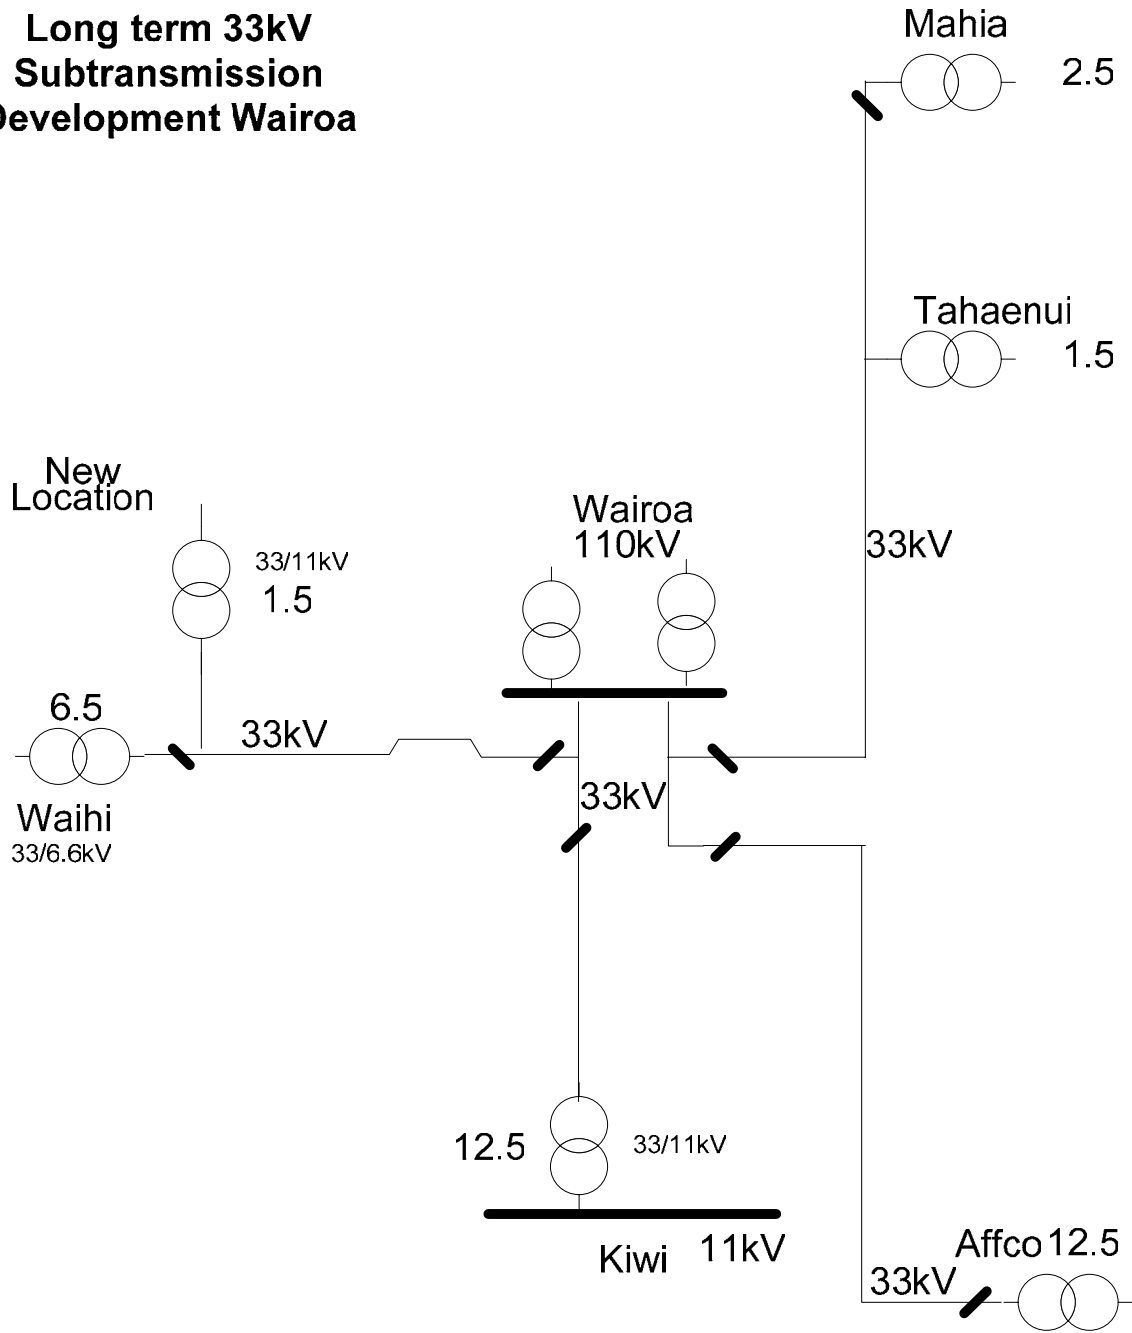 Long term 33kV
Subtransmission
Development Wairoa
Mahia
2.5
Tahaenui
1.5
New
Location
33/11kV
1.5
Wairoa
110kV
33kV
6.5
33kV
Waihi
33/6.6kV
33kV
12.5
33/11kV
Kiwi
11kV
Affco 12.5
33kV